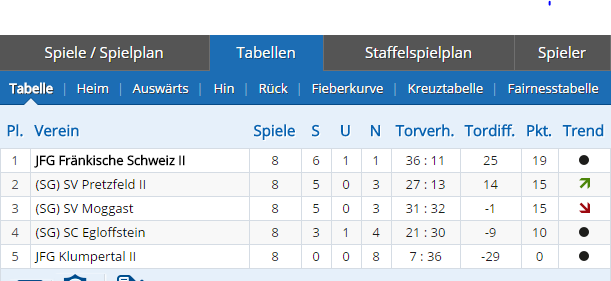 Spiele / Spielplan Tabellen Staffelspielplan Spieler
Tabelle | Heim | Auswärts | Hin | Rück | Fieberkurve | Kreuztabelle | Fairnesstabelle
Pl. Verein Spiele S U N Torverh. Tordiff. Pkt. Trend
1 JFG Fränkische Schweiz II 8 6 1 1 36 : 11 25 19
2 (SG) SV Pretzfeld II 8 5 0 3 27 : 13 14 15
3 (SG) SV Moggast 8 5 0 3 31 : 32 -1 15
4 (SG) SC Egloffstein 8 3 1 4 21 : 30 -9 10
5 JFG Klumpertal II 8 0 0 8 7 : 36 -29 0